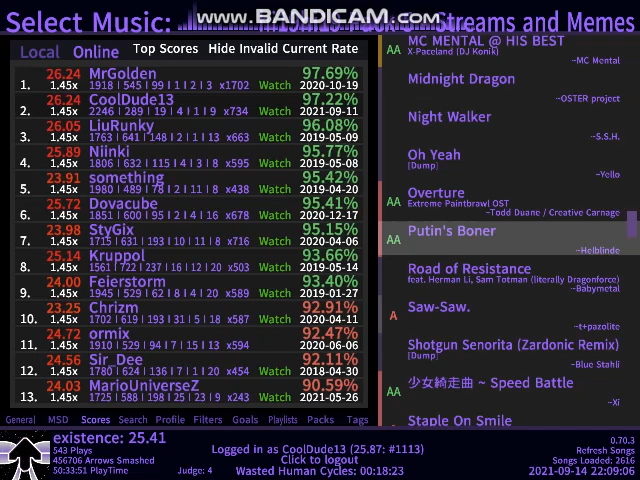 Select Music:
www.BANDICAM.com
Streams and Memes
Local Online Top Scores Hide Invalid Current Rate
1. 26.24 1.45x MrGolden 1918 | 545 | 99 | 1 | 2 | 3 x1702 Watch 97.69% 2020-10-19
2. 26.24 1.45x CoolDude13 2246 | 289 | 19 | 4 | 1 | 9 x734 Watch 97.22% 2021-09-11
3. 26.05 1.45x LiuRunky 1763 | 641 | 148 | 2 | 1 | 13 x663 Watch 96.08% 2019-05-09
4. 25.89 1.45x Niinki 1806 | 632 | 115 | 4 | 3 | 8 x595 Watch 95.77% 2019-05-08
5. 23.91 1.45x something 1980 | 489 | 78 | 2 | 11 | 8 x438 Watch 95.42% 2019-04-20
6. 25.72 1.45x Dovacube 1851 | 600 | 95 | 2 | 4 | 16 x678 Watch 95.41% 2020-12-17
7. 23.98 1.45x StyGix 1715 | 631 | 193 | 10 | 11 | 8 x716 Watch 95.15% 2020-04-06
8. 25.14 1.45x Kruppol 1561 | 722 | 237 | 16 | 12 | 20 x503 Watch 93.66% 2019-05-14
9. 24.00 1.45x Feierstorm 1945 | 529 | 62 | 8 | 4 | 20 x589 Watch 93.40% 2019-01-27
10. 23.25 1.45x Chrizm 1702 | 619 | 193 | 31 | 5 | 18 x587 Watch 92.91% 2020-04-11
11. 24.72 1.45x ormix 1910 | 529 | 94 | 7 | 15 | 13 x594 92.47% 2020-06-06
12. 24.56 1.45x Sir_Dee 1780 | 624 | 136 | 7 | 1 | 20 x454 Watch 92.11% 2018-04-30
13. 24.03 1.45x MarioUniverseZ 1725 | 588 | 198 | 25 | 23 | 9 x243 Watch 90.59% 2021-05-26
General MSD Scores Search Profile Filters Goals Playlists Packs Tags
AA MC MENTAL @ HIS BEST
X-Paceland [DJ Konik]
~MC Mental
Midnight Dragon
~OSTER project
Night Walker
~S.S.H.
Oh Yeah
[Dump]
~Yello
AA Overture
Extreme Paintbrawl OST
~Todd Duane / Creative Carnage
AA Putin's Boner
~Helblinde
Road of Resistance
feat. Herman Li, Sam Totman (literally Dragonforce)
~Babymetal
A Saw-Saw.
~t+pazolite
Shotgun Senorita (Zardonic Remix)
[Dump]
~Blue Stahli
AA 少女綺走曲 ~ Speed Battle
~Xi
Staple On Smile
existence: 25.41
543 Plays
456706 Arrows Smashed
50:33:51 PlayTime
Judge: 4
Logged in as CoolDude13 (25.87: #1113)
Click to logout
Wasted Human Cycles: 00:18:23
0.70.3
Refresh Songs
Songs Loaded: 2616
2021-09-14 22:09:06